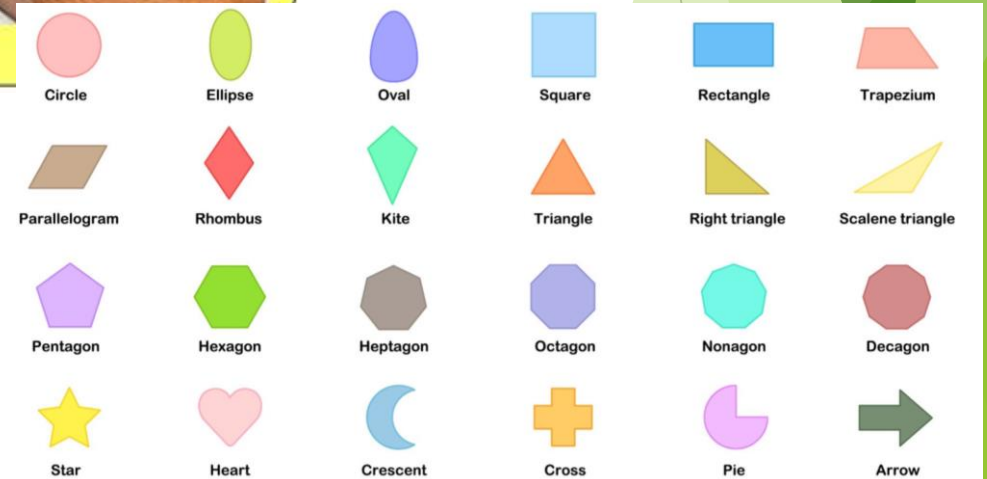 Circle Ellipse Oval Square Rectangle Trapezium
Parallelogram Rhombus Kite Triangle Right triangle Scalene triangle
Pentagon Hexagon Heptagon Octagon Nonagon Decagon
Star Heart Crescent Cross Pie Arrow